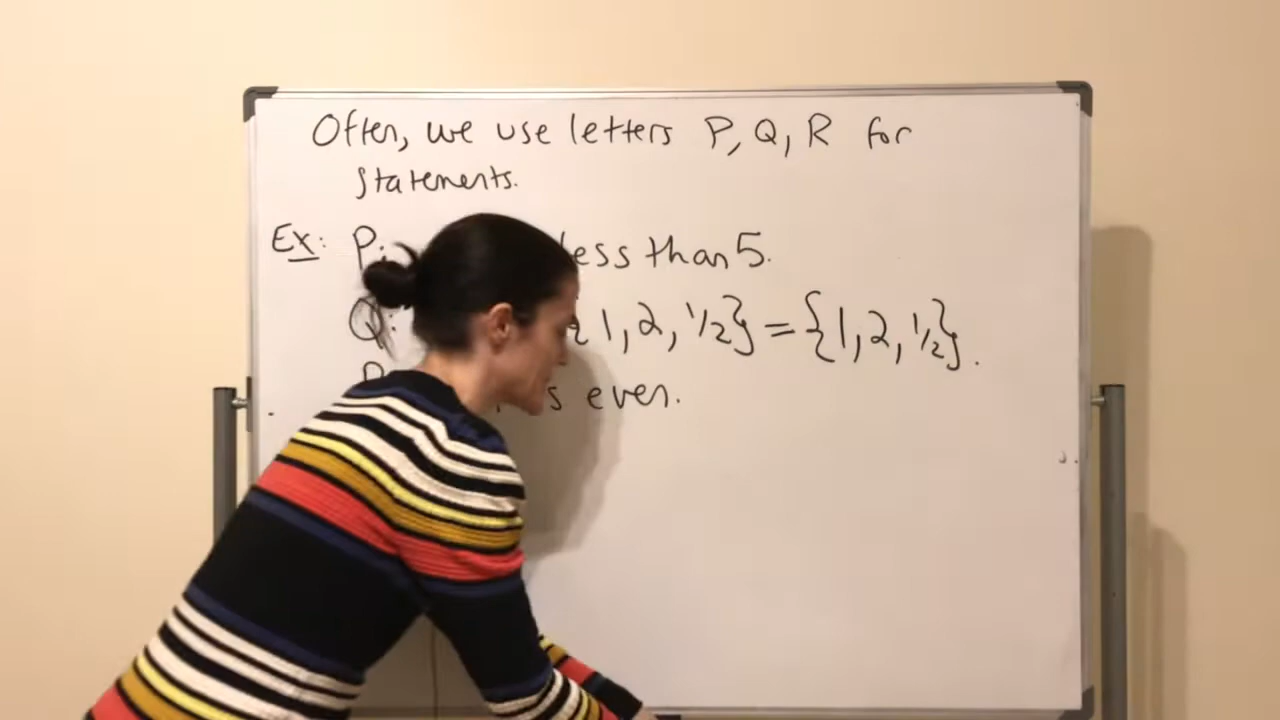 Often, we use letters P, Q, R for
statements.
Ex: P: less than 5.
Q: {1, 2, 1/2} = {1, 2, 1/2}.
is even.